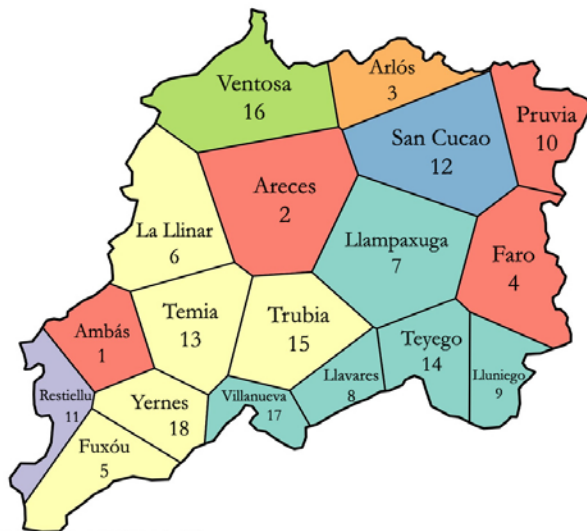 Ventosa
16
Arlós
3
Pruvia
10
San Cucao
12
Areces
2
La Llinar
6
Llampaxuga
7
Faro
4
Temia
13
Trubia
15
Ambás
1
Teyego
14
Restiellu
11
Yernes
18
Villanueva
17
Llavares
8
Lluniego
9
Fuxóu
5